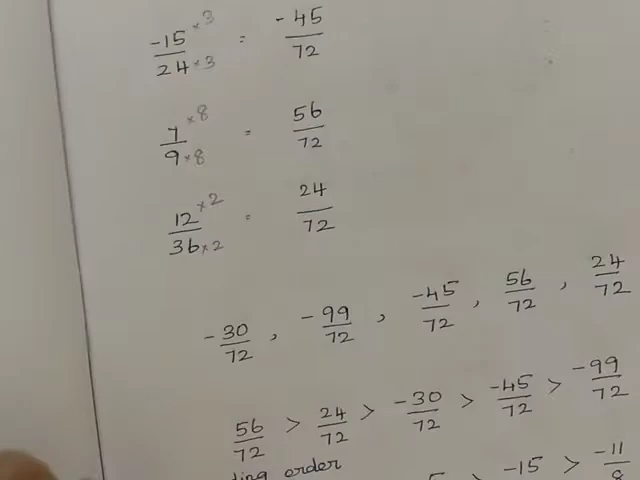 -15×3/24×3 = -45/72
7×8/9×8 = 56/72
12×2/36×2 = 24/72
-30/72 , -99/72 , -45/72 , 56/72 , 24/72
56/72 > 24/72 > -30/72 > -45/72 > -99/72
order
> -15 > -11/8